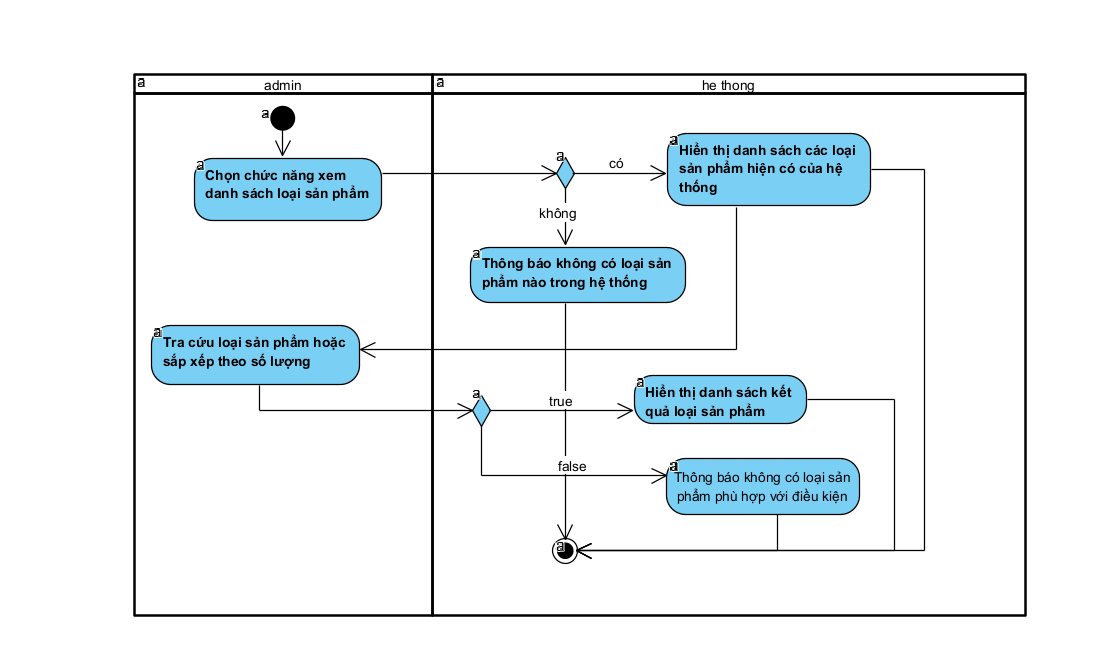 a
admin
a
he thong
a
a
Chọn chức năng xem
danh sách loại sản phẩm
a
có
a
Hiển thị danh sách các loại
sản phẩm hiện có của hệ
thống
không
a
Thông báo không có loại sản
phẩm nào trong hệ thống
a
Tra cứu loại sản phẩm hoặc
sắp xếp theo số lượng
a
true
a
Hiển thị danh sách kết
quả loại sản phẩm
false
a
Thông báo không có loại sản
phẩm phù hợp với điều kiện
a